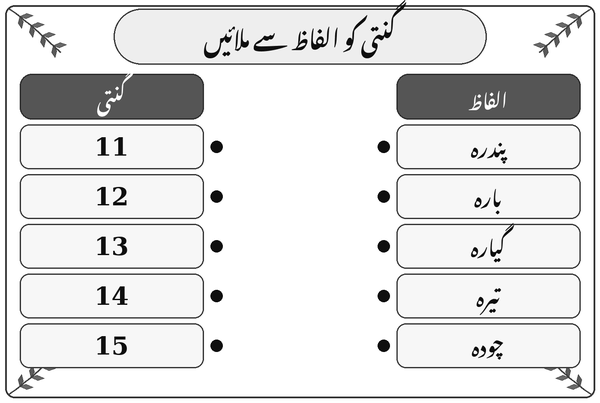 گنتی کو الفاظ سے ملائیں
الفاظ
گنتی
پندرہ
11
بارہ
12
گیارہ
13
تیرہ
14
چودہ
15